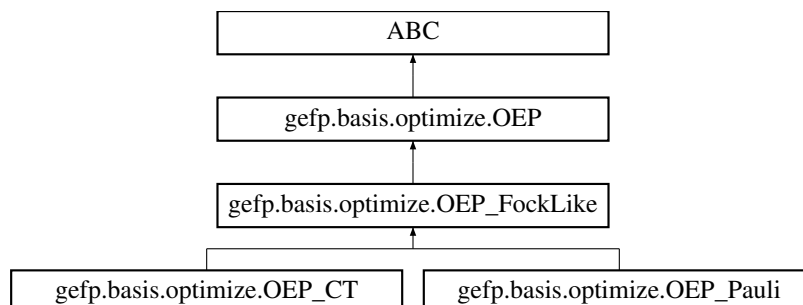 ABC
gefp.basis.optimize.OEP
gefp.basis.optimize.OEP_FockLike
gefp.basis.optimize.OEP_CT
gefp.basis.optimize.OEP_Pauli